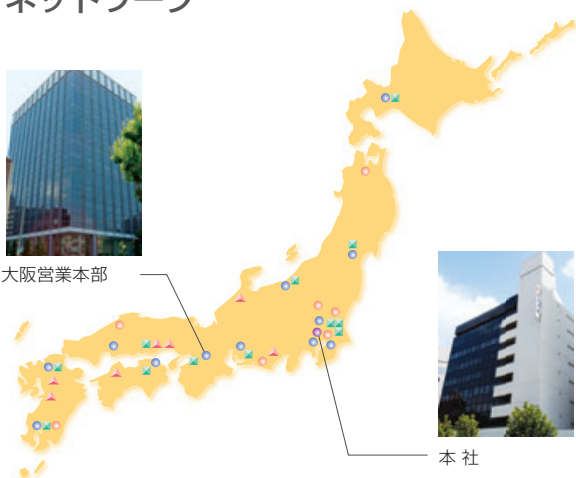 ネットワーク
大阪営業本部
本 社